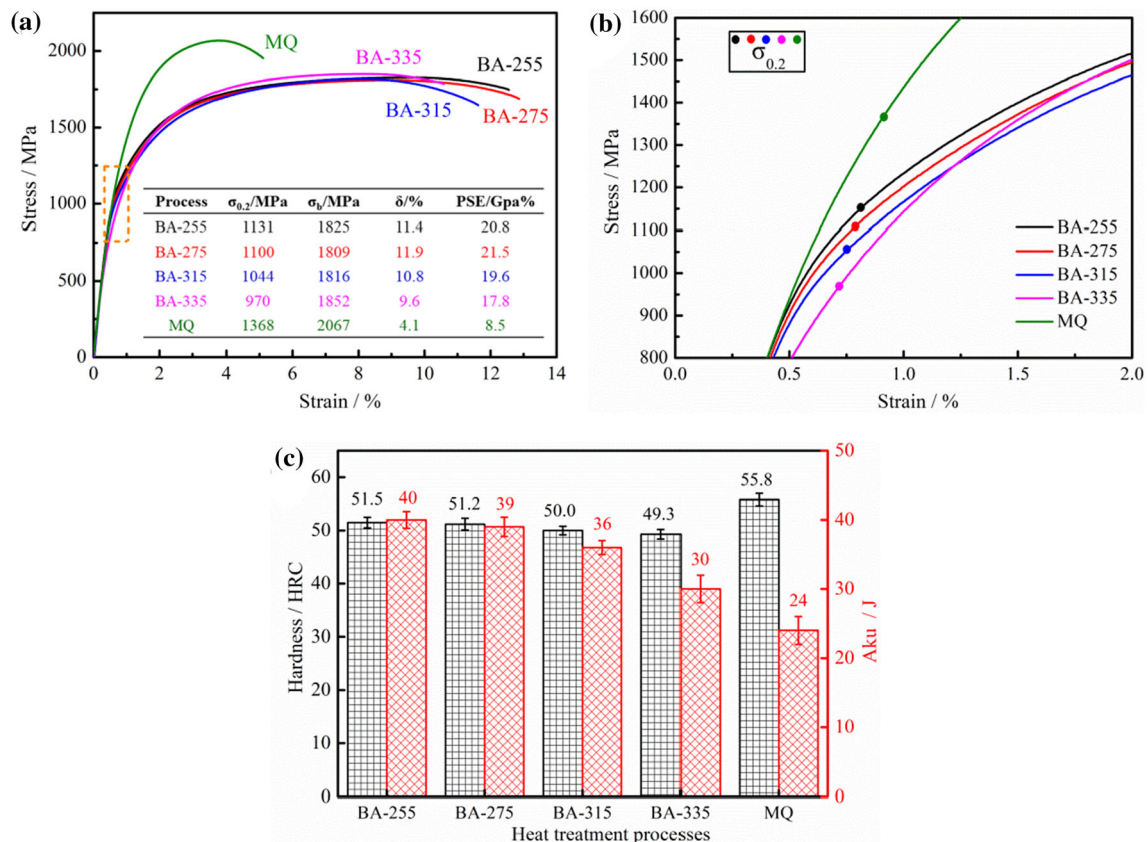 (a)
Stress / MPa
2000
1500
1000
500
0
MQ
BA-335
BA-255
BA-315
BA-275
Process σ0.2/MPa σb/MPa δ/% PSE/Gpa%
BA-255 1131 1825 11.4 20.8
BA-275 1100 1809 11.9 21.5
BA-315 1044 1816 10.8 19.6
BA-335 970 1852 9.6 17.8
MQ 1368 2067 4.1 8.5
0 2 4 6 8 10 12 14
Strain / %
(b)
Stress / MPa
1600
1500
1400
1300
1200
1100
1000
900
800
σ0.2
BA-255
BA-275
BA-315
BA-335
MQ
0.0 0.5 1.0 1.5 2.0
Strain / %
(c)
Hardness / HRC
60
50
40
30
20
10
0
51.5 40 51.2 39 50.0 36 49.3 30 55.8 24
50
40
30
20
10
0
Aku / J
BA-255 BA-275 BA-315 BA-335 MQ
Heat treatment processes